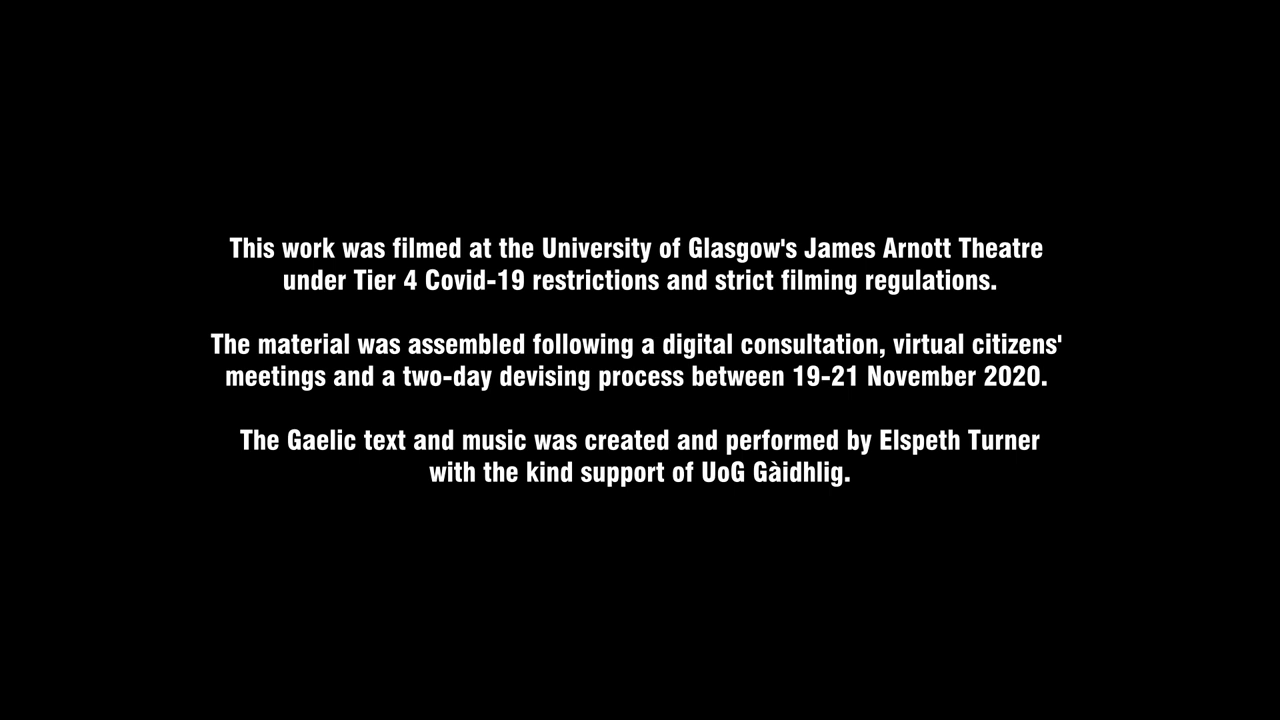 This work was filmed at the University of Glasgow's James Arnott Theatre
under Tier 4 Covid-19 restrictions and strict filming regulations.
The material was assembled following a digital consultation, virtual citizens'
meetings and a two-day devising process between 19-21 November 2020.
The Gaelic text and music was created and performed by Elspeth Turner
with the kind support of UoG Gàidhlig.